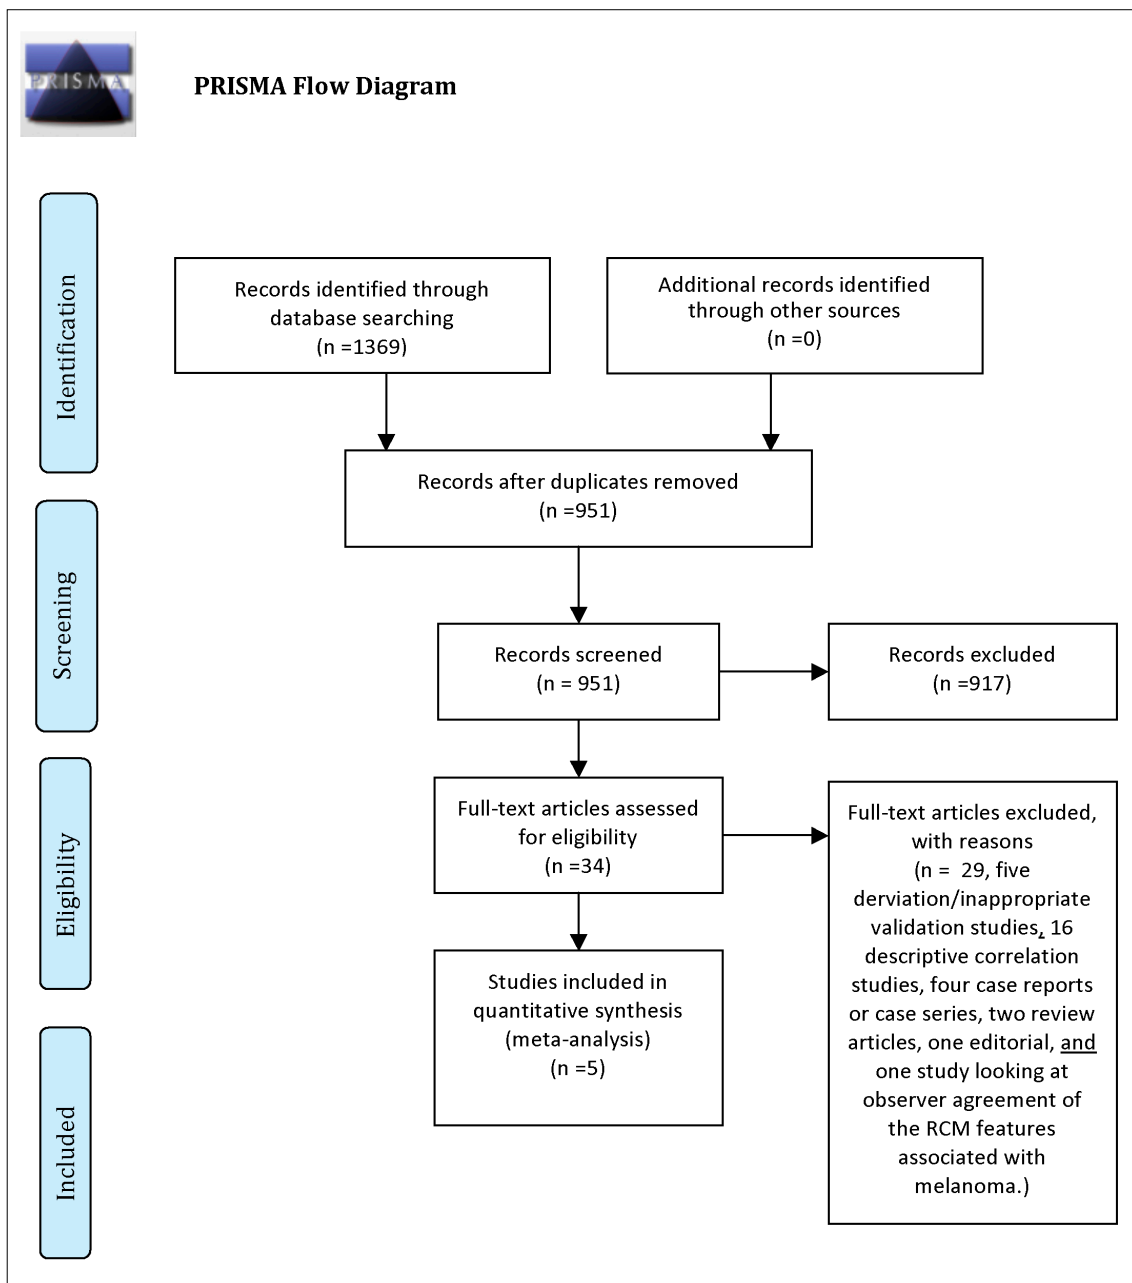 PRISMA
PRISMA Flow Diagram
Identification
Records identified through
database searching
(n =1369)
Additional records identified
through other sources
(n =0)
Records after duplicates removed
(n =951)
Screening
Records screened
(n = 951)
Records excluded
(n =917)
Eligibility
Full-text articles assessed
for eligibility
(n =34)
Full-text articles excluded,
with reasons
(n =  29, five
derviation/inappropriate
validation studies, 16
descriptive correlation
studies, four case reports
or case series, two review
articles, one editorial, and
one study looking at
observer agreement of
the RCM features
associated with
melanoma.)
Included
Studies included in
quantitative synthesis
(meta-analysis)
(n =5)